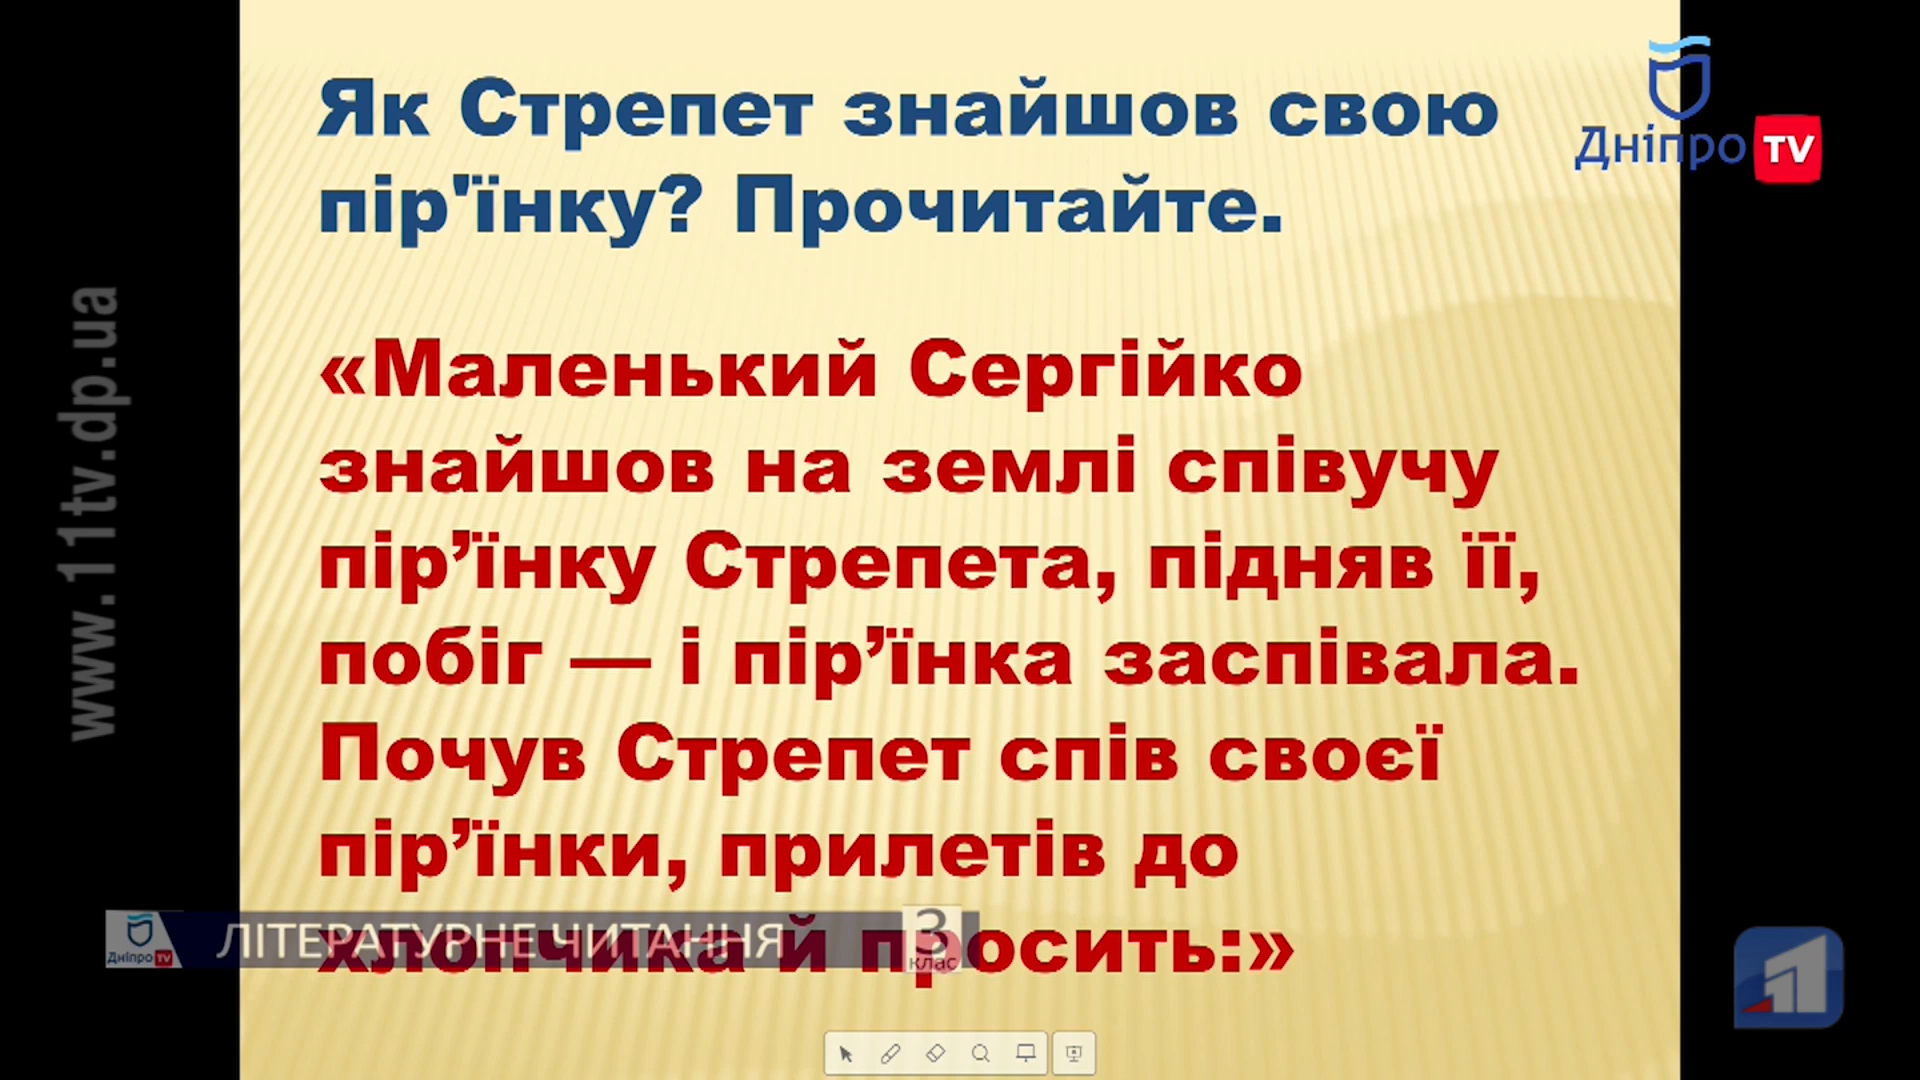 Як Стрепет знайшов свою
пір'їнку? Прочитайте.
Дніпро TV
www.11tv.dp.ua
«Маленький Сергійко
знайшов на землі співучу
пір’їнку Стрепета, підняв її,
побіг — і пір’їнка заспівала.
Почув Стрепет спів своєї
пір’їнки, прилетів до
хлопчика й просить:»
Дніпро TV
ЛІТЕРАТУРНЕ ЧИТАННЯ
3 клас
11